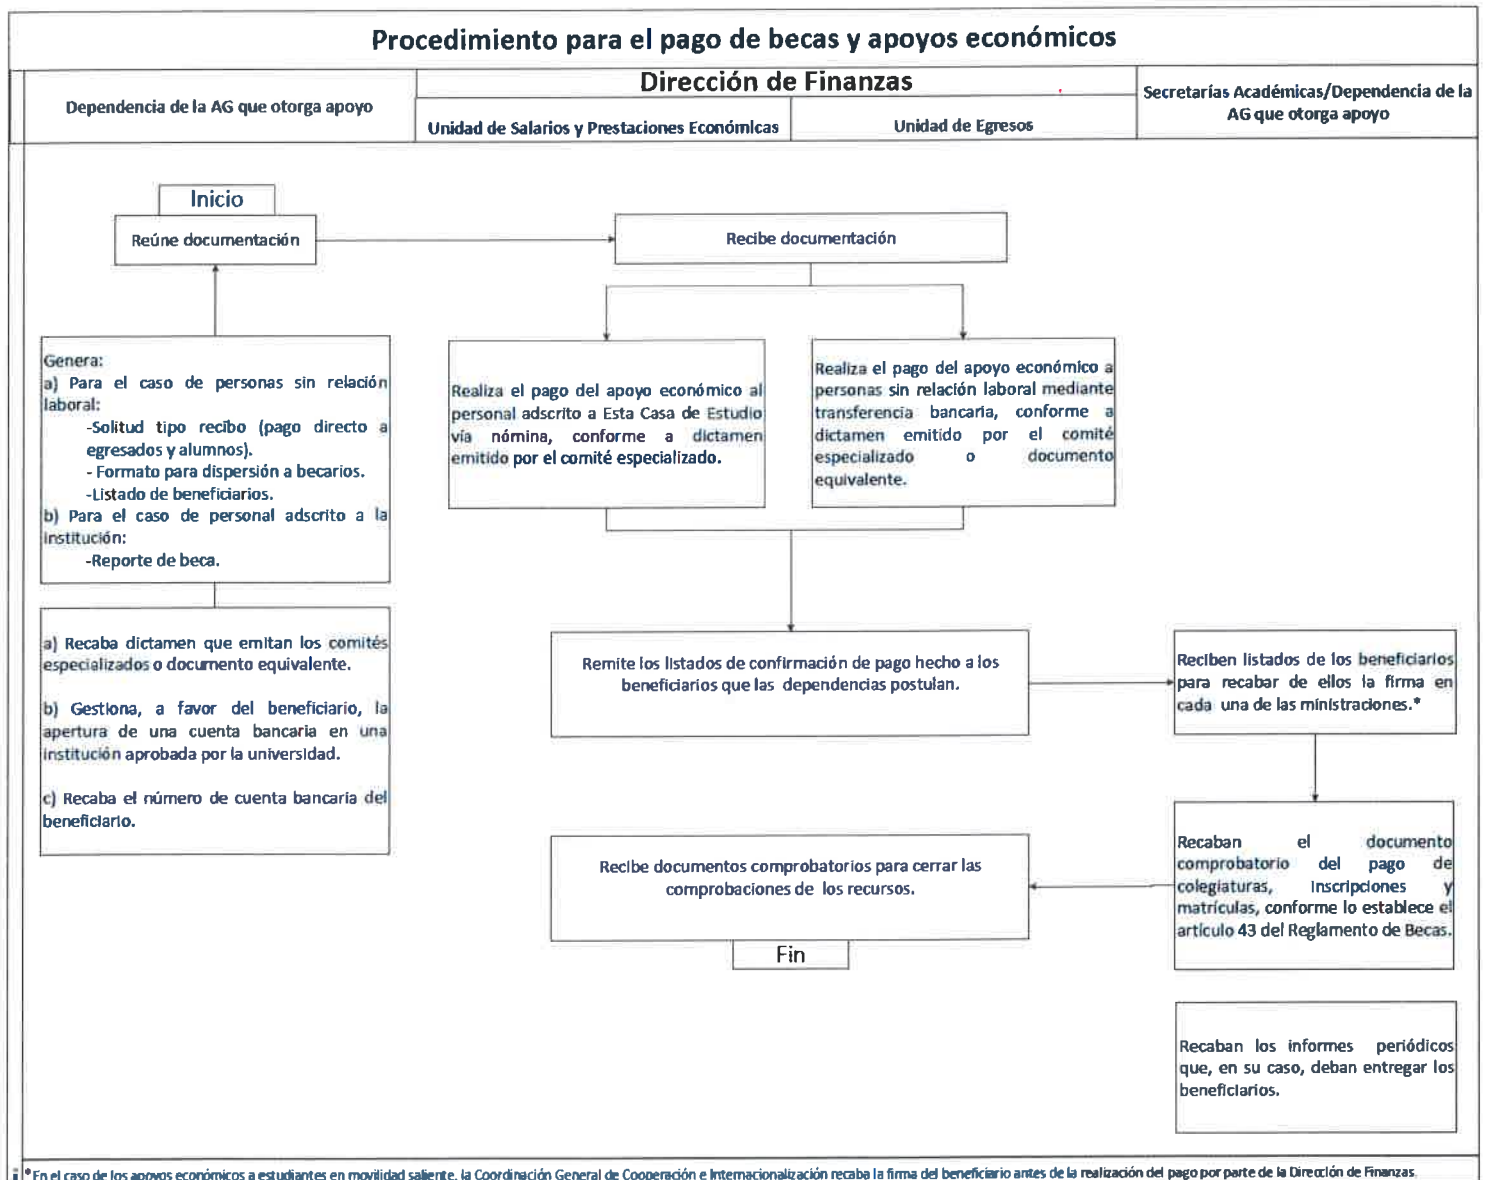 Procedimiento para el pago de becas y apoyos económicos
Dependencia de la AG que otorga apoyo
Dirección de Finanzas
Unidad de Salarios y Prestaciones Económicas
Unidad de Egresos
Secretarías Académicas/Dependencia de la
AG que otorga apoyo
Inicio
Reúne documentación
Recibe documentación
Genera:
a) Para el caso de personas sin relación
laboral:
-Solitud tipo recibo (pago directo a
egresados y alumnos).
- Formato para dispersión a becarios.
-Listado de beneficiarios.
b) Para el caso de personal adscrito a la
institución:
-Reporte de beca.
Realiza el pago del apoyo económico al
personal adscrito a Esta Casa de Estudio
vía nómina, conforme a dictamen
emitido por el comité especializado.
Realiza el pago del apoyo económico a
personas sin relación laboral mediante
transferencia bancaria, conforme a
dictamen emitido por el comité
especializado o documento
equivalente.
a) Recaba dictamen que emitan los comités
especializados o documento equivalente.
b) Gestiona, a favor del beneficiario, la
apertura de una cuenta bancaria en una
institución aprobada por la universidad.
c) Recaba el número de cuenta bancaria del
beneficiario.
Remite los listados de confirmación de pago hecho a los
beneficiarios que las dependencias postulan.
Reciben listados de los beneficiarios
para recabar de ellos la firma en
cada una de las ministraciones.*
Recaban el documento
comprobatorio del pago de
colegiaturas, inscripciones y
matrículas, conforme lo establece el
artículo 43 del Reglamento de Becas.
Recibe documentos comprobatorios para cerrar las
comprobaciones de los recursos.
Fin
Recaban los informes periódicos
que, en su caso, deban entregar los
beneficiarios.
*En el caso de los apoyos económicos a estudiantes en movilidad saliente, la Coordinación General de Cooperación e Internacionalización recaba la firma del beneficiario antes de la realización del pago por parte de la Dirección de Finanzas.